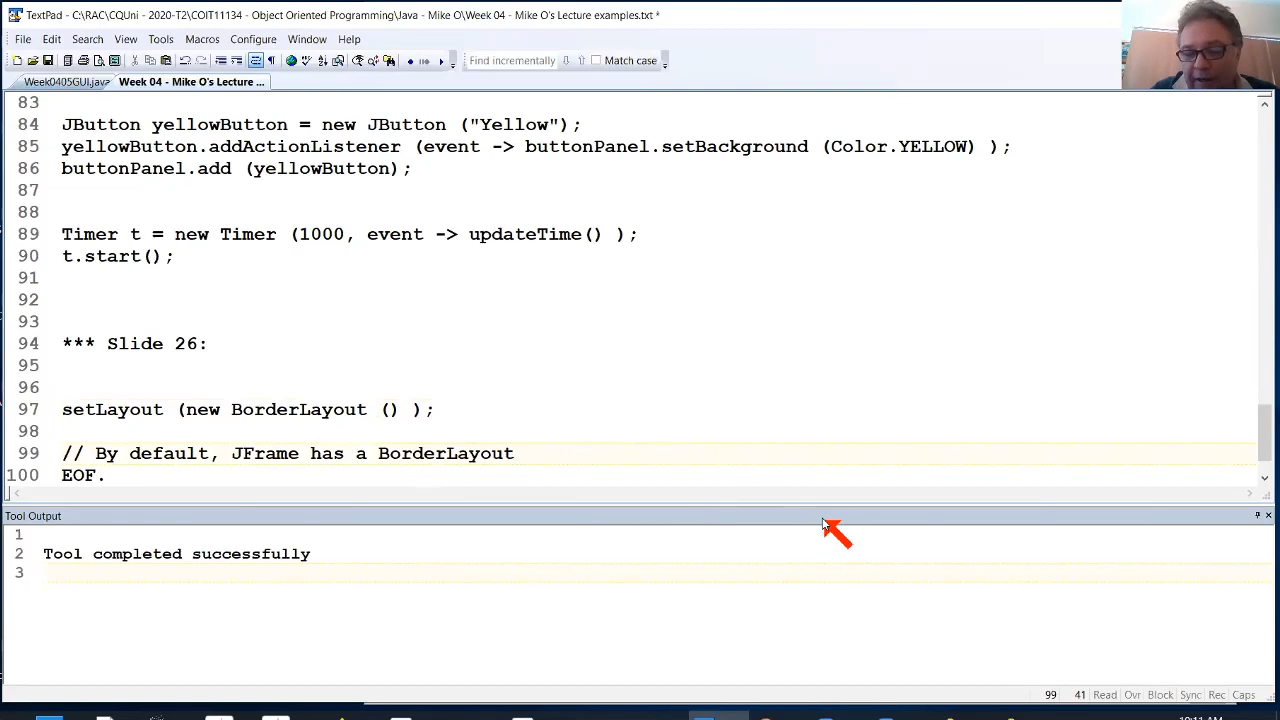 TextPad - C:\RAC\CQUni - 2020-T2\COIT11134 - Object Oriented Programming\Java - Mike O\Week 04 - Mike O's Lecture examples.txt *
File Edit Search View Tools Macros Configure Window Help
Find incrementally Match case
Week0405GUI.java Week 04 - Mike O's Lecture ...
83
84 JButton yellowButton = new JButton ("Yellow");
85 yellowButton.addActionListener (event -> buttonPanel.setBackground (Color.YELLOW) );
86 buttonPanel.add (yellowButton);
87
88
89 Timer t = new Timer (1000, event -> updateTime() );
90 t.start();
91
92
93
94 *** Slide 26:
95
96
97 setLayout (new BorderLayout () );
98
99 // By default, JFrame has a BorderLayout
100 EOF.
Tool Output
1
2 Tool completed successfully
3
99 41 Read Ovr Block Sync Rec Caps
10:11 AM